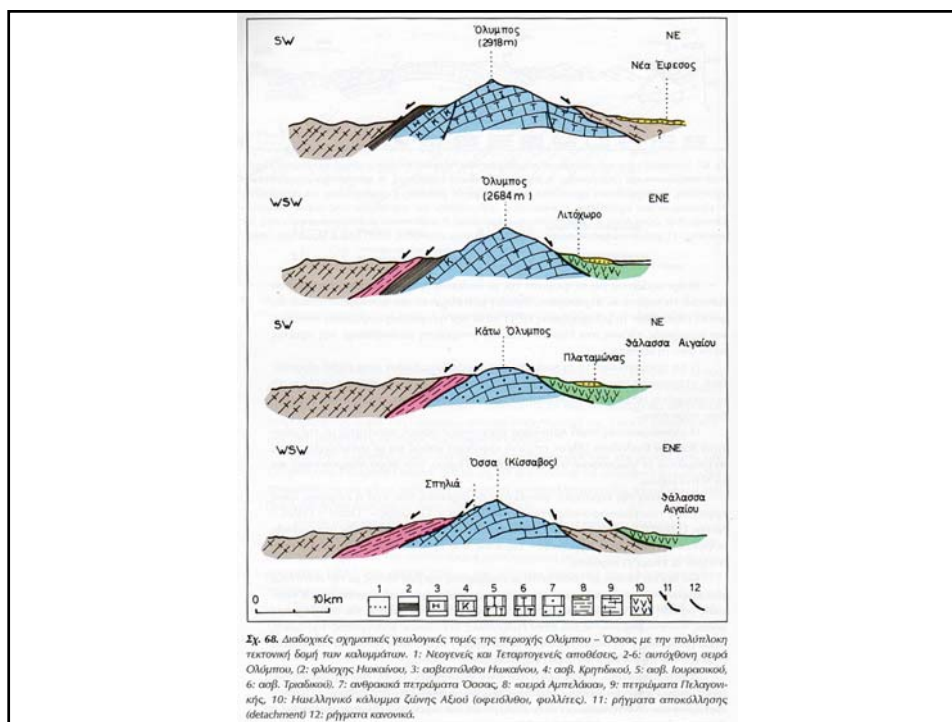 Όλυμπος
(2918m)
SW
NE
Νέα Έφεσος
?
Όλυμπος
(2684m)
WSW
ENE
Λιτόχωρο
SW
Κάτω Όλυμπος
NE
θάλασσα Αιγαίου
Πλαταμώνας
WSW
ENE
Όσσα (Κίσσαβος)
Σπηλιά
θάλασσα
Αιγαίου
1 2 3 4 5 6 7 8 9 10 11 12
0 10km
Σχ. 68. Διαδοχικές σχηματικές γεωλογικές τομές της περιοχής Ολύμπου – Όσσας με την πολύπλοκη
τεκτονική δομή των καλυμμάτων. 1: Νεογενείς και Τεταρτογενείς αποθέσεις, 2-6: αυτόχθονη σειρά
Ολύμπου, (2: φλύσχης Ηωκαίνου, 3: ασβεστόλιθοι Ηωκαίνου, 4: ασβ. Κρητιδικού, 5: ασβ. Ιουρασικού,
6: ασβ. Τριαδικού). 7: ανθρακικά πετρώματα Όσσας, 8: «σειρά Αμπελάκια», 9: πετρώματα Πελαγονι-
κής, 10: Ηωελληνικό κάλυμμα ζώνης Αξιού (οφειόλιθοι, φυλλίτες). 11: ρήγματα αποκόλλησης
(detachment) 12: ρήγματα κανονικά.